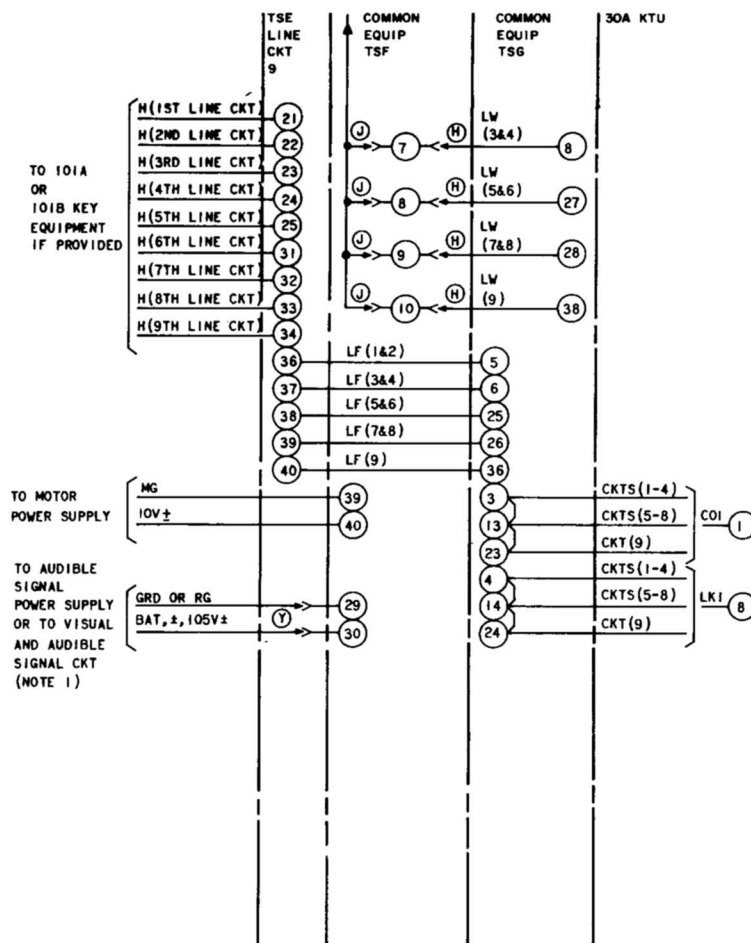 TSE
LINE
CKT
9
COMMON
EQUIP
TSF
COMMON
EQUIP
TSG
30A KTU
TO 101A
OR
101B KEY
EQUIPMENT
IF PROVIDED
H(1ST LINE CKT) 21
H(2ND LINE CKT) 22
H(3RD LINE CKT) 23
H(4TH LINE CKT) 24
H(5TH LINE CKT) 25
H(6TH LINE CKT) 31
H(7TH LINE CKT) 32
H(8TH LINE CKT) 33
H(9TH LINE CKT) 34
LW
(3&4)
J 7 H 8
LW
(5&6)
J 8 H 27
LW
(7&8)
J 9 H 28
LW
(9)
J 10 H 38
36 LF(1&2) 5
37 LF(3&4) 6
38 LF(5&6) 25
39 LF(7&8) 26
40 LF(9) 36
TO MOTOR
POWER SUPPLY
MG 39
10V± 40
3 CKTS(1-4)
13 CKTS(5-8)
23 CKT(9)
CO1 1
TO AUDIBLE
SIGNAL
POWER SUPPLY
OR TO VISUAL
AND AUDIBLE
SIGNAL CKT
(NOTE 1)
GRD OR RG 29
BAT,±,105V± Y 30
4 CKTS(1-4)
14 CKTS(5-8)
24 CKT(9)
LK1 8